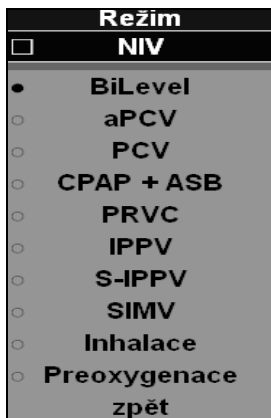 Režim
NIV
BiLevel
aPCV
PCV
CPAP + ASB
PRVC
IPPV
S-IPPV
SIMV
Inhalace
Preoxygenace
zpět